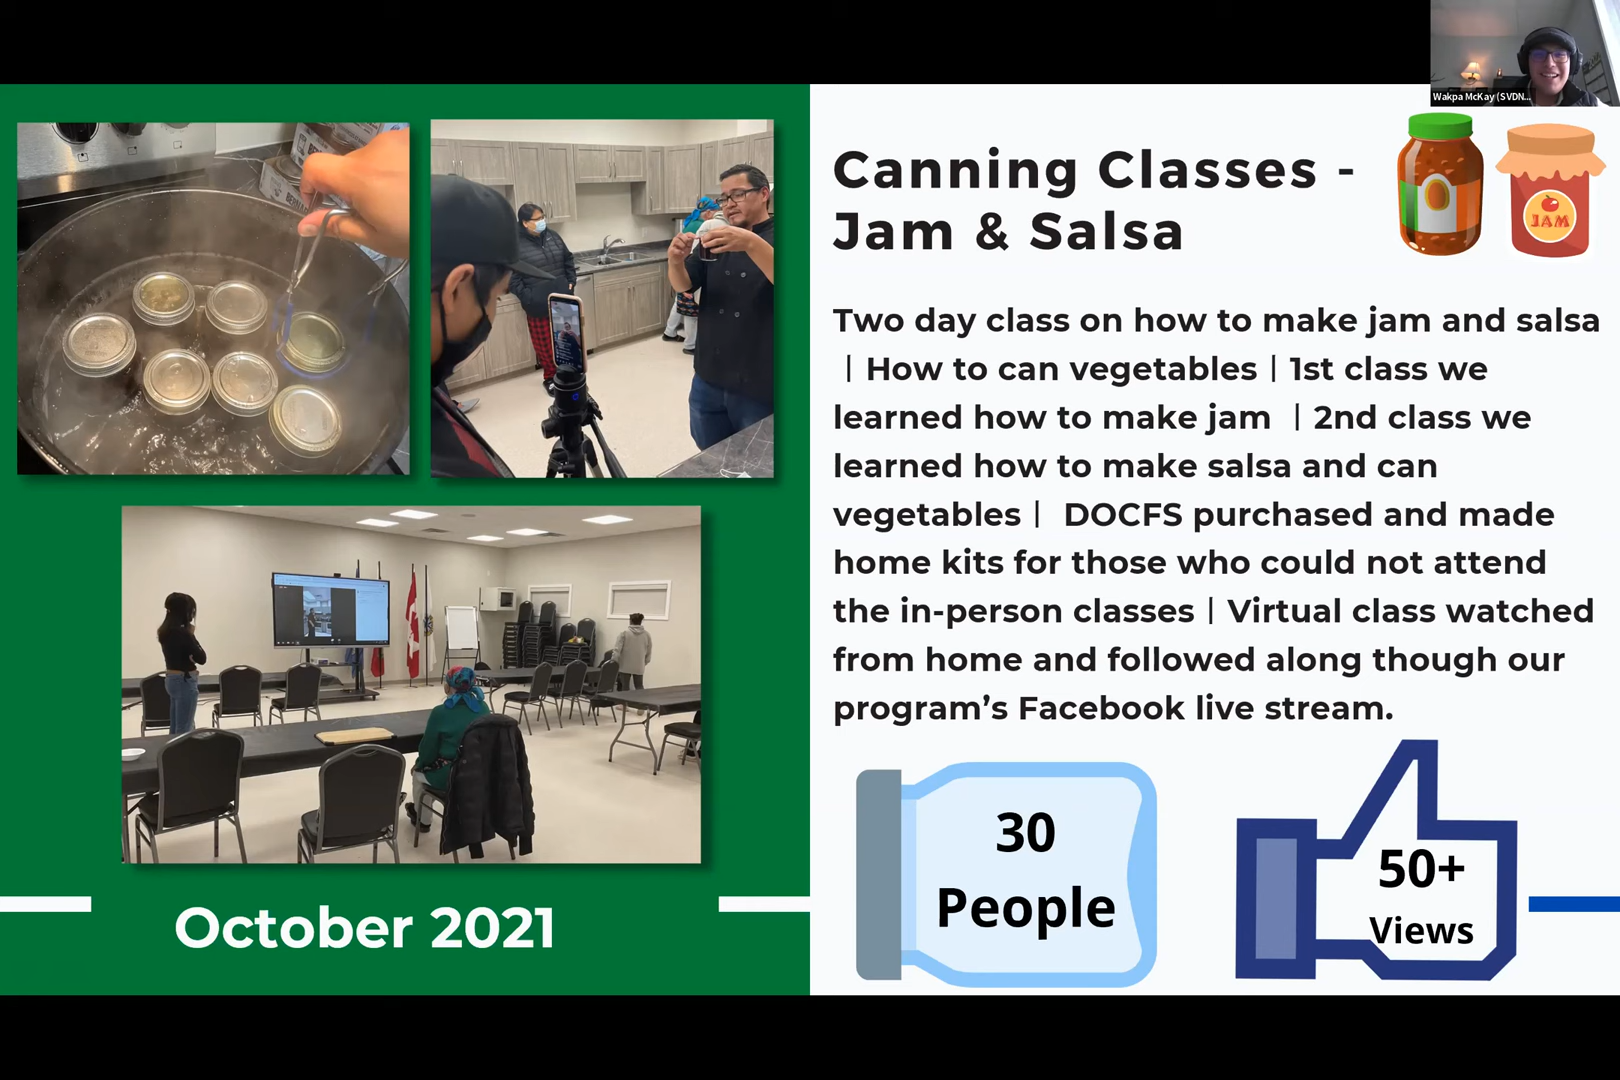 Wakpa McKay (SVDN...
Canning Classes -
Jam & Salsa
JAM
Two day class on how to make jam and salsa
| How to can vegetables | 1st class we
learned how to make jam | 2nd class we
learned how to make salsa and can
vegetables | DOCFS purchased and made
home kits for those who could not attend
the in-person classes | Virtual class watched
from home and followed along though our
program's Facebook live stream.
30
People
50+
Views
October 2021